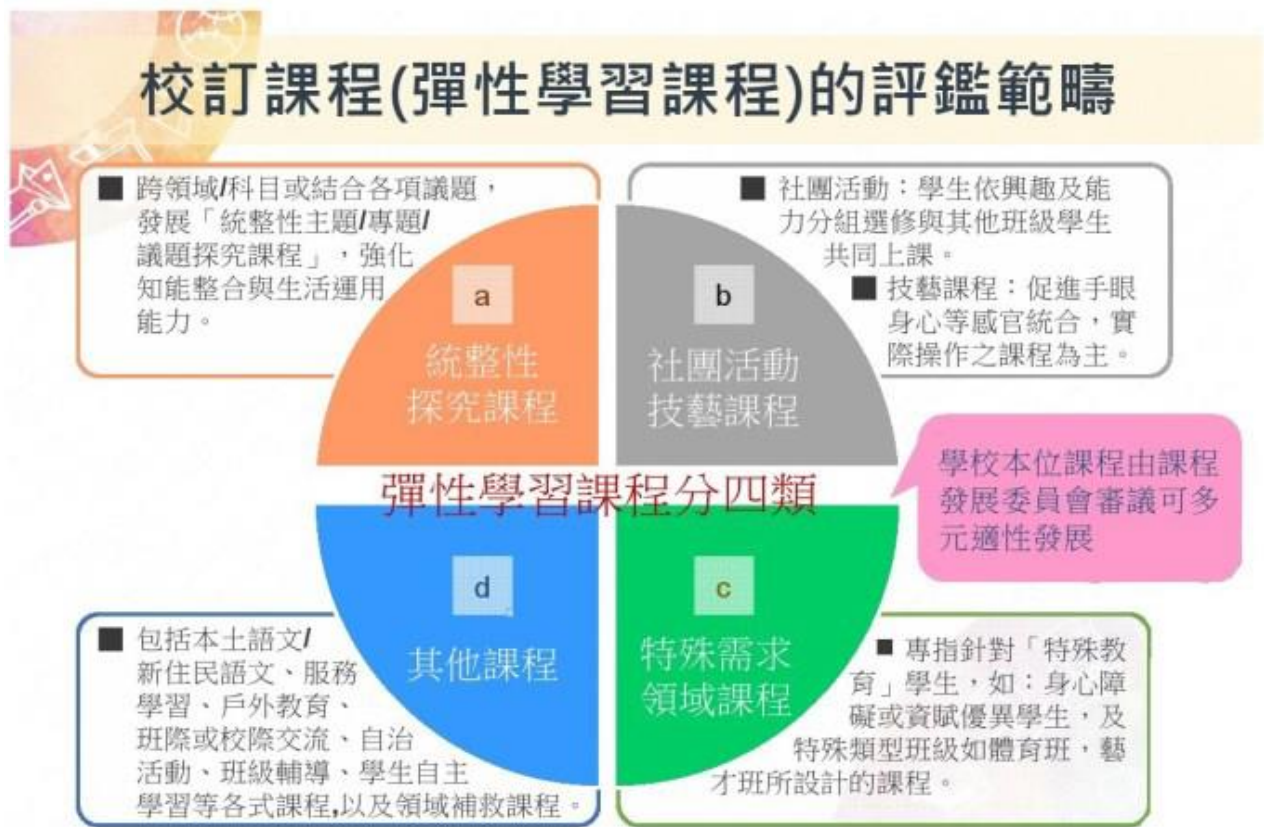 校訂課程(彈性學習課程)的評鑑範疇
■ 跨領域/科目或結合各項議題，
發展「統整性主題/專題/
議題探究課程」，強化
知能整合與生活運用
能力。
a
統整性
探究課程
■ 社團活動：學生依興趣及能
力分組選修與其他班級學生
共同上課。
■ 技藝課程：促進手眼
身心等感官統合，實
際操作之課程為主。
b
社團活動
技藝課程
彈性學習課程分四類
學校本位課程由課程
發展委員會審議可多
元適性發展
d
其他課程
■ 包括本土語文/
新住民語文、服務
學習、戶外教育、
班際或校際交流、自治
活動、班級輔導、學生自主
學習等各式課程,以及領域補救課程。
c
特殊需求
領域課程
■ 專指針對「特殊教
育」學生，如：身心障
礙或資賦優異學生，及
特殊類型班級如體育班，藝
才班所設計的課程。